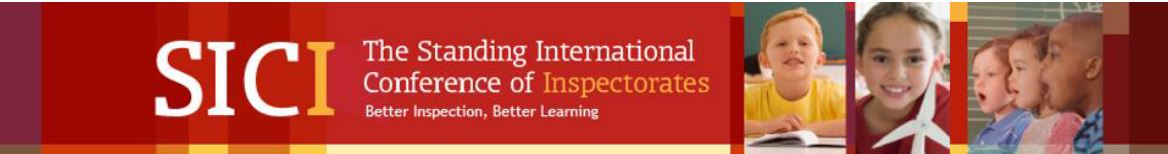 SICI
The Standing International
Conference of Inspectorates
Better Inspection, Better Learning